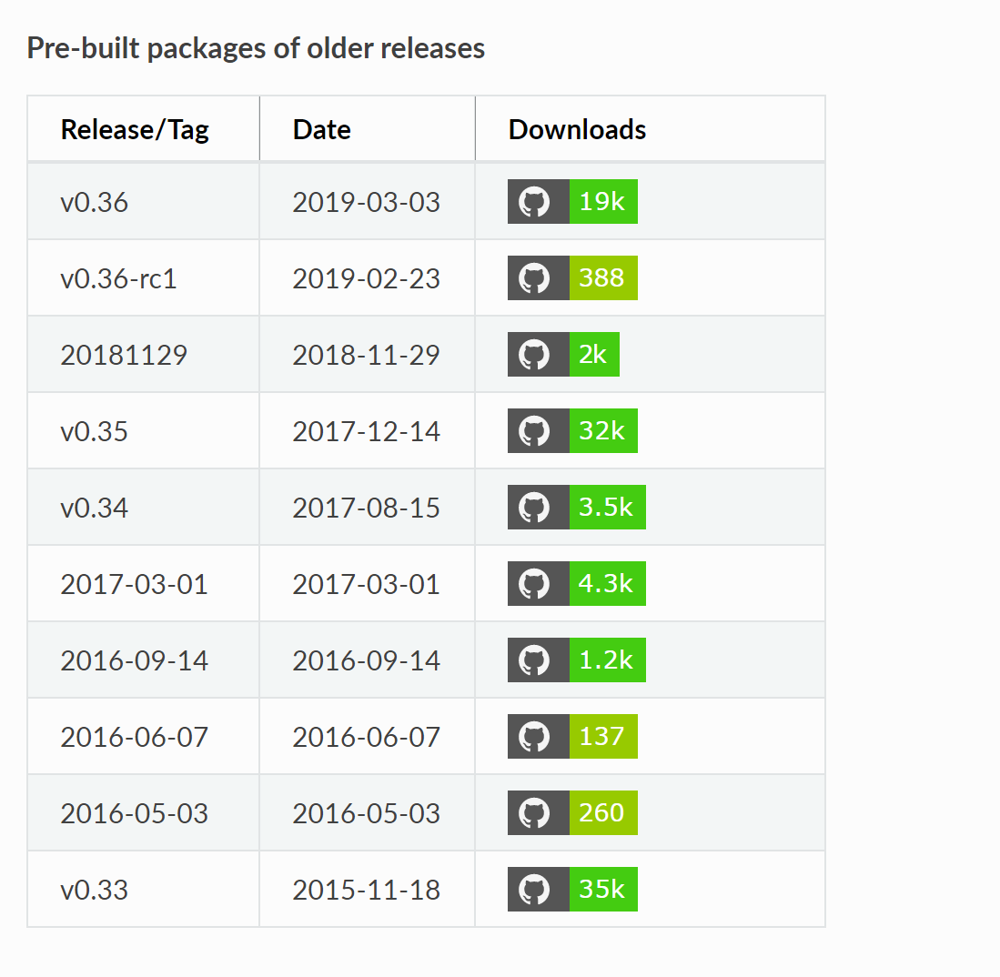 Pre-built packages of older releases
Release/Tag Date Downloads
v0.36 2019-03-03 19k
v0.36-rc1 2019-02-23 388
20181129 2018-11-29 2k
v0.35 2017-12-14 32k
v0.34 2017-08-15 3.5k
2017-03-01 2017-03-01 4.3k
2016-09-14 2016-09-14 1.2k
2016-06-07 2016-06-07 137
2016-05-03 2016-05-03 260
v0.33 2015-11-18 35k